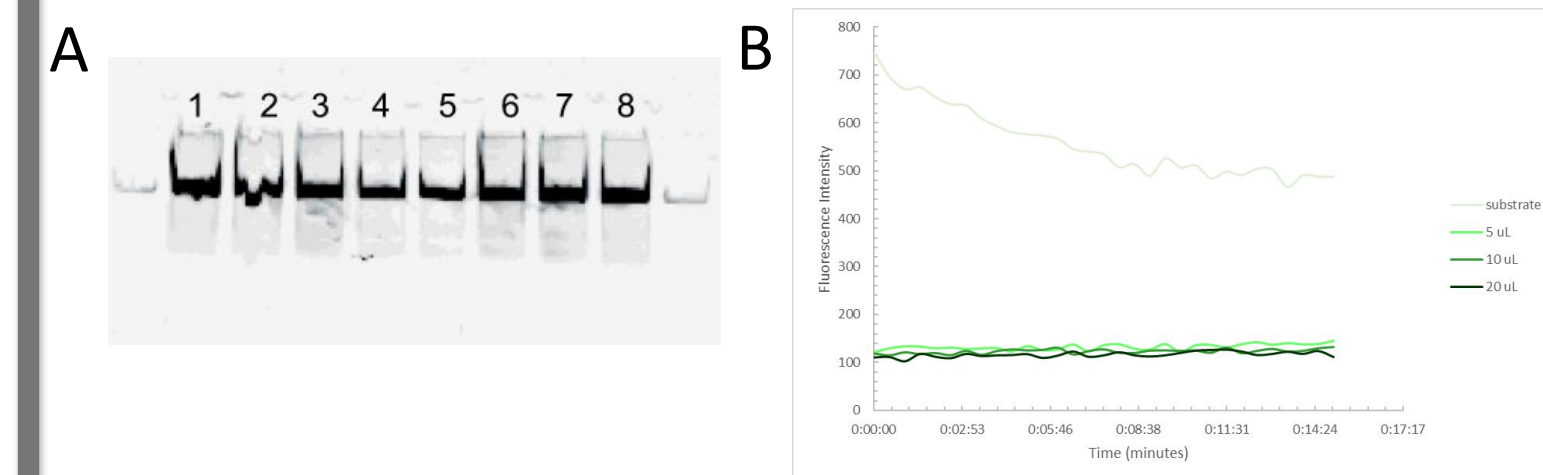 A
1 2 3 4 5 6 7 8
B
800
700
600
500
400
300
200
100
0
Fluorescence Intensity
0:00:00 0:02:53 0:05:46 0:08:38 0:11:31 0:14:24 0:17:17
Time (minutes)
substrate
5 uL
10 uL
20 uL